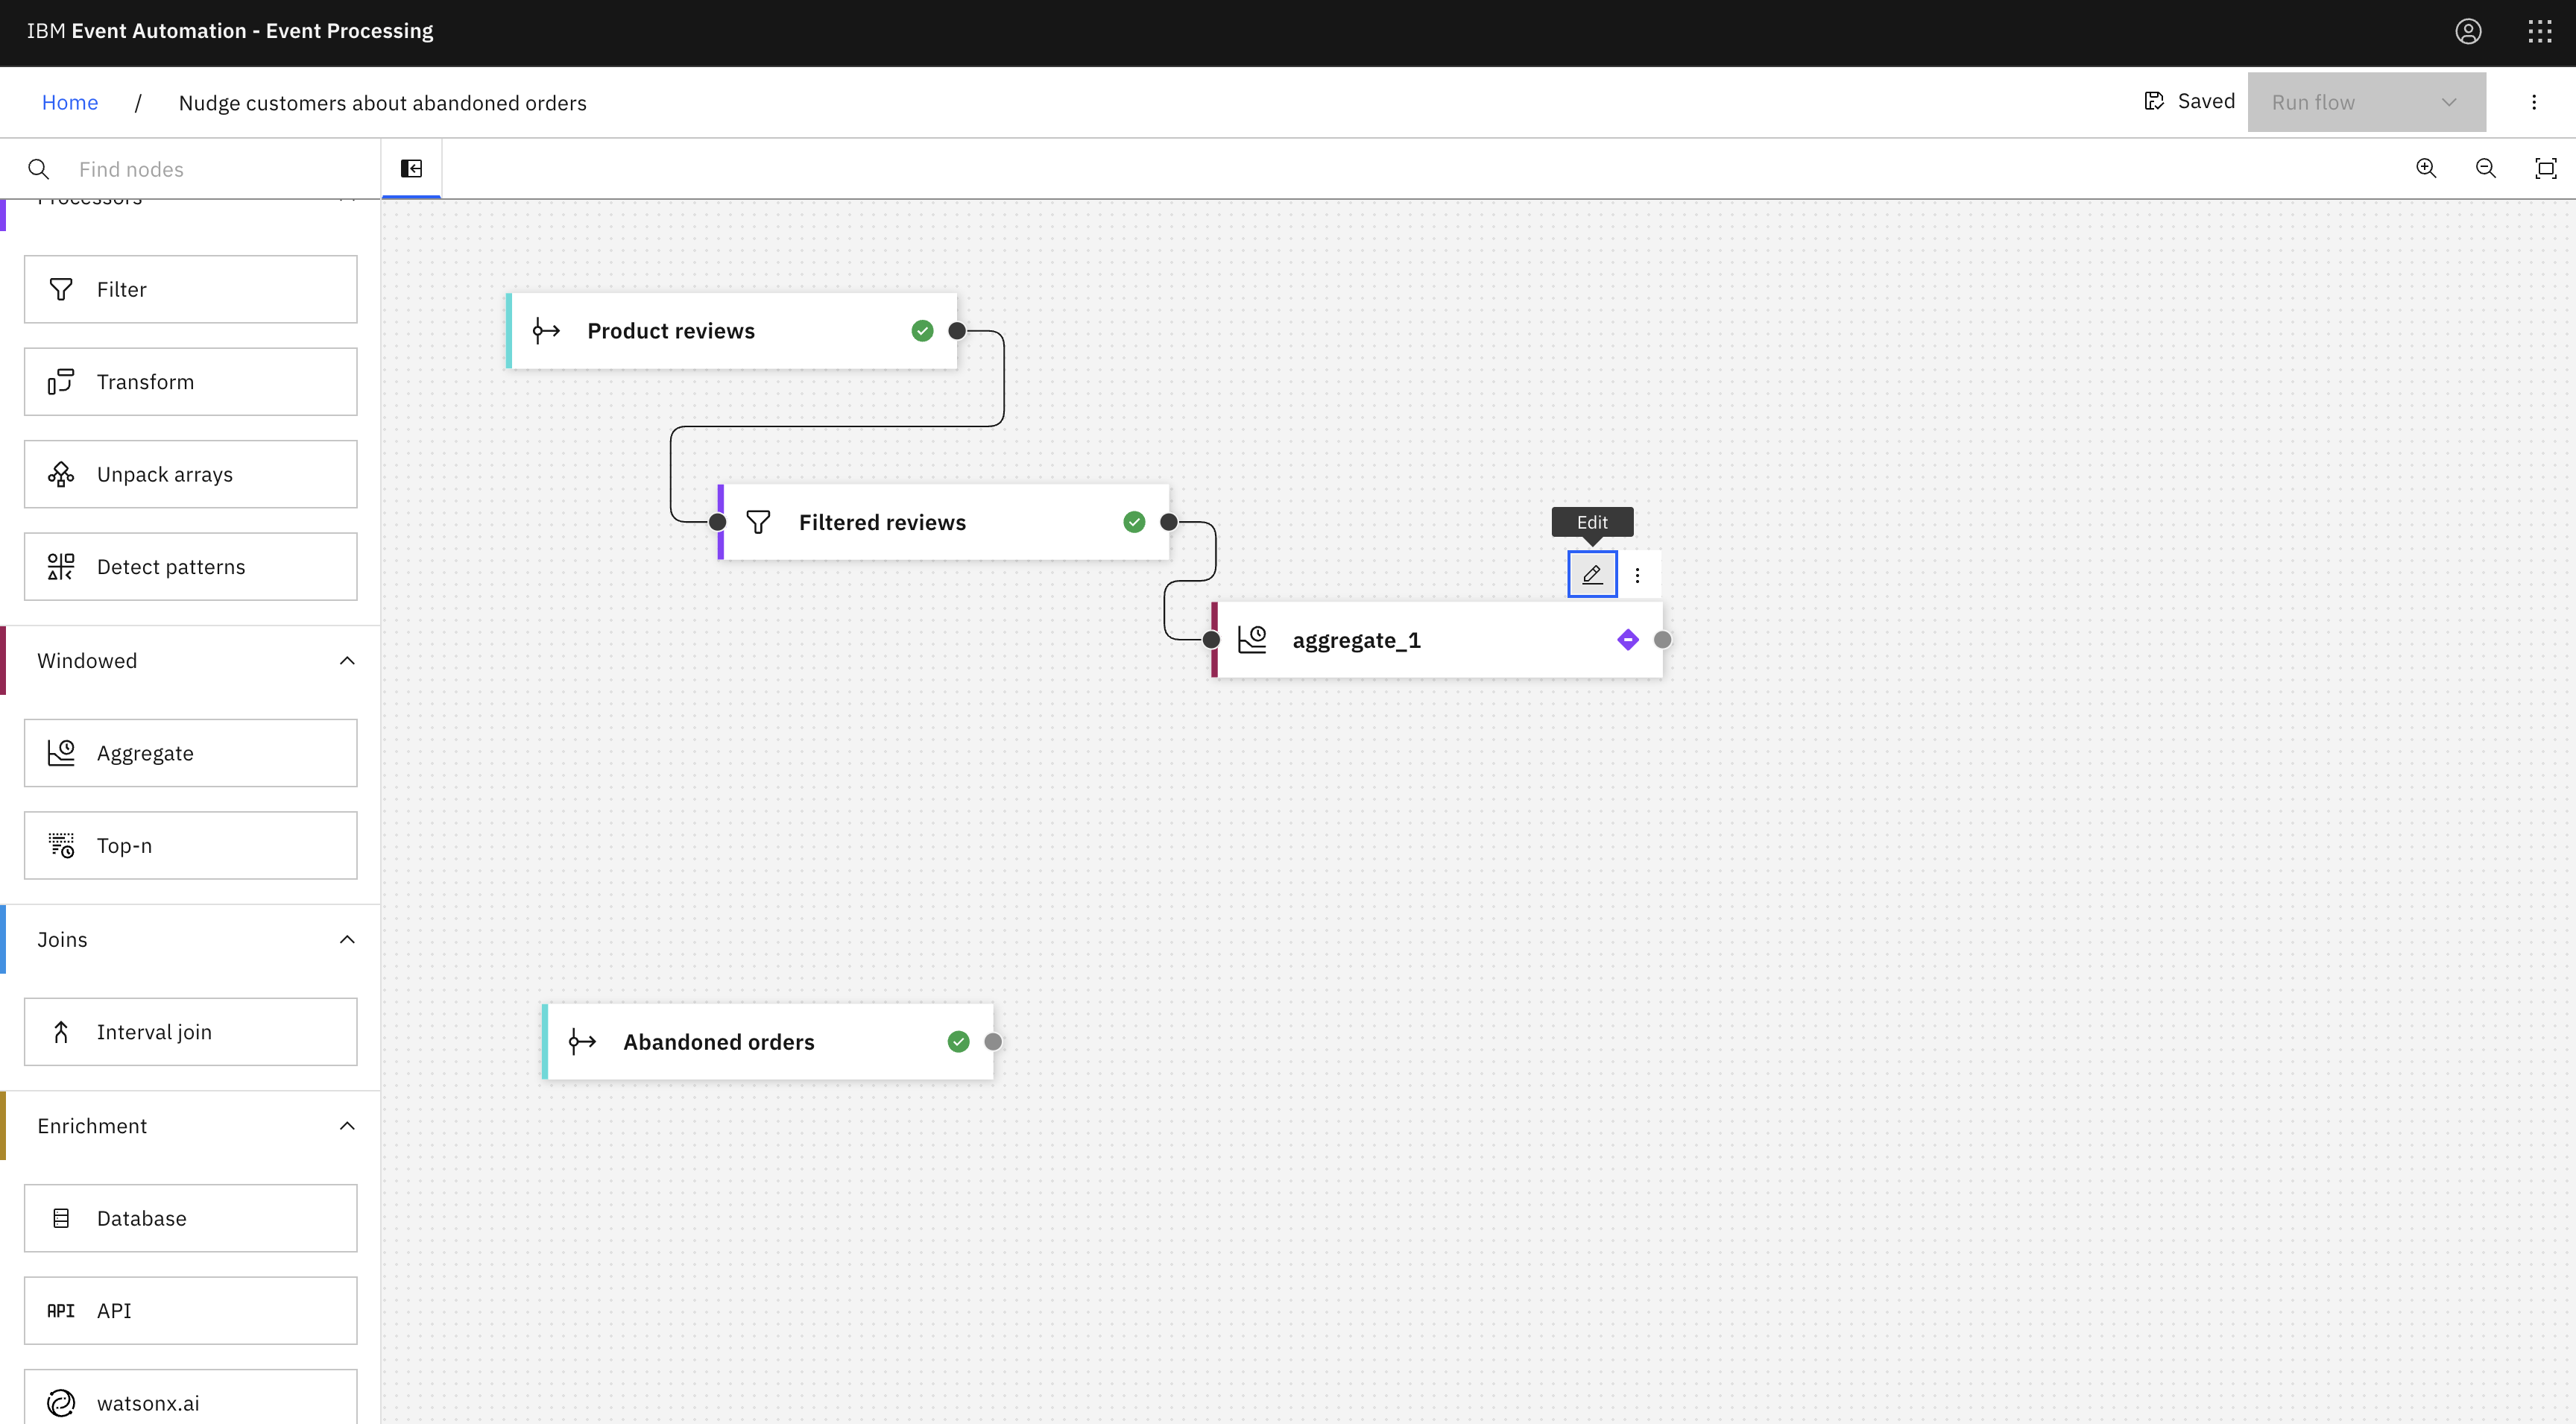 IBM Event Automation - Event Processing
Home / Nudge customers about abandoned orders
Saved
Run flow
Find nodes
Processors
Filter
Transform
Unpack arrays
Detect patterns
Windowed
Aggregate
Top-n
Joins
Interval join
Enrichment
Database
API API
watsonx.ai
Product reviews
Filtered reviews
Edit
aggregate_1
Abandoned orders